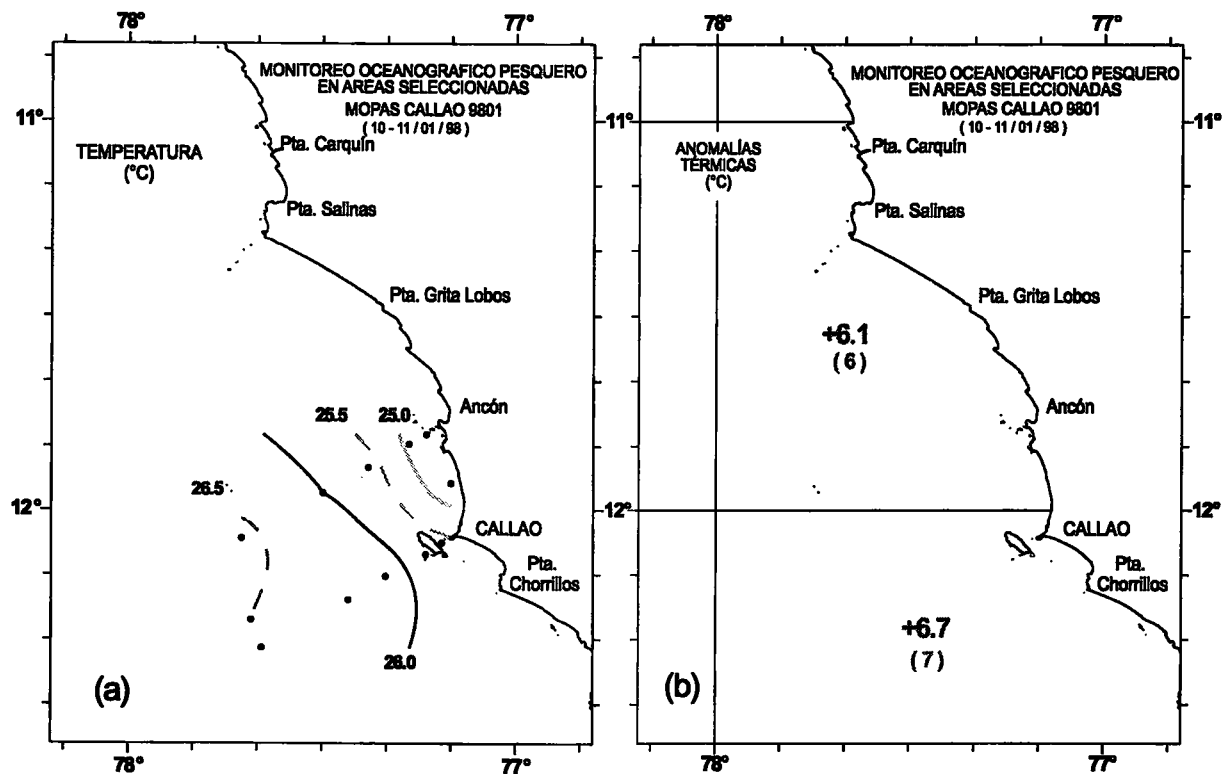 78°
77°
MONITOREO OCEANOGRAFICO PESQUERO
EN AREAS SELECCIONADAS
MOPAS CALLAO 9801
( 10 - 11 / 01 / 98 )
11°
TEMPERATURA
(°C)
Pta. Carquín
Pta. Salinas
Pta. Grita Lobos
Ancón
25.5
25.0
26.5
12°
CALLAO
Pta.
Chorrillos
26.0
(a)
78°
77°
78°
77°
MONITOREO OCEANOGRAFICO PESQUERO
EN AREAS SELECCIONADAS
MOPAS CALLAO 9801
( 10 - 11 / 01 / 98 )
11°
ANOMALÍAS
TÉRMICAS
(°C)
Pta. Carquín
Pta. Salinas
Pta. Grita Lobos
+6.1
( 6 )
Ancón
12°
CALLAO
Pta.
Chorrillos
+6.7
( 7 )
(b)
78°
77°